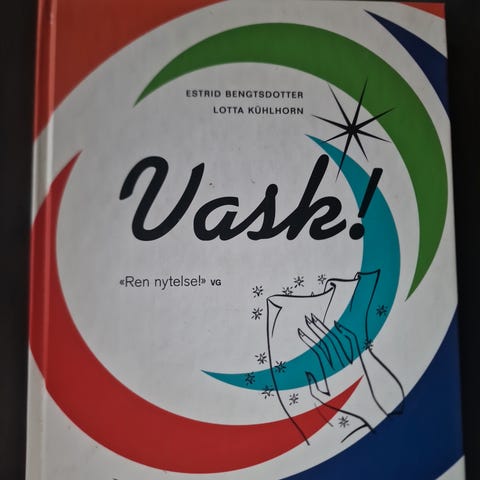 ESTRID BENGTSDOTTER
LOTTA KÜHLHORN
Vask!
«Ren nytelse!» VG